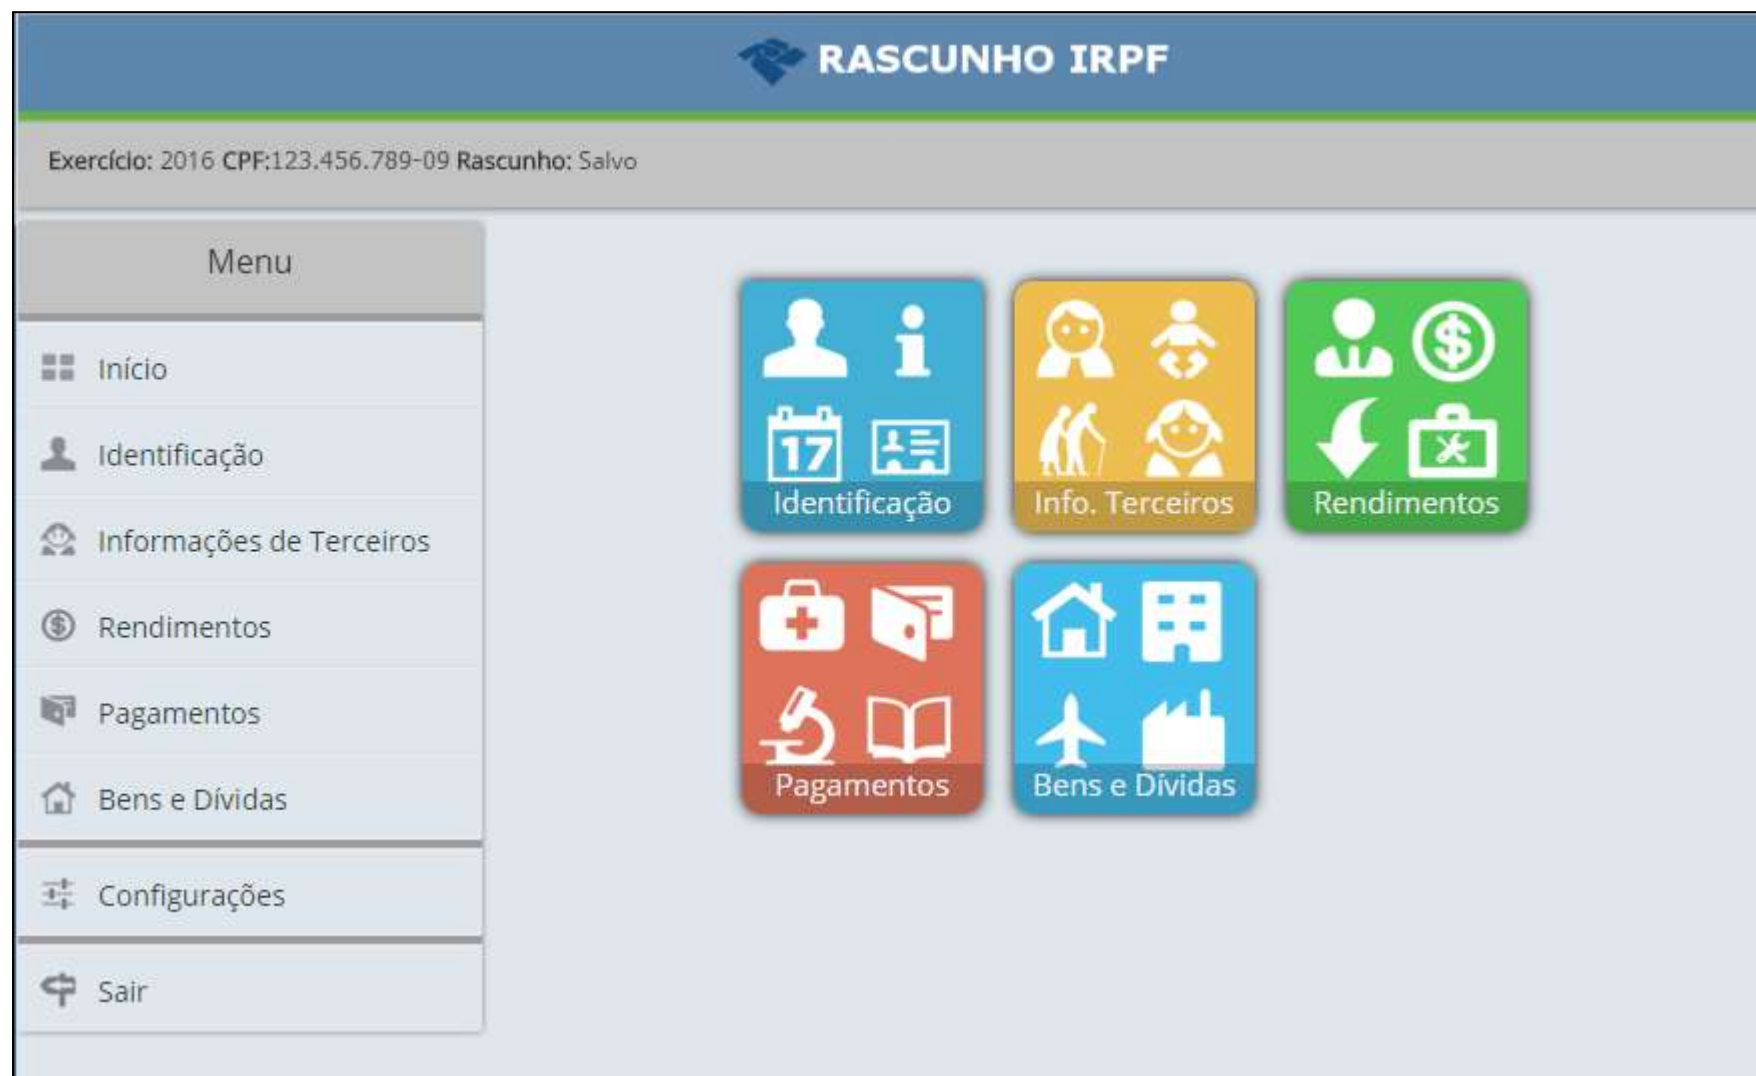 RASCUNHO IRPF
Exercício: 2016 CPF:123.456.789-09 Rascunho: Salvo
Menu
Início
Identificação
Informações de Terceiros
Rendimentos
Pagamentos
Bens e Dívidas
Configurações
Sair
17
Identificação
Info. Terceiros
Rendimentos
Pagamentos
Bens e Dívidas